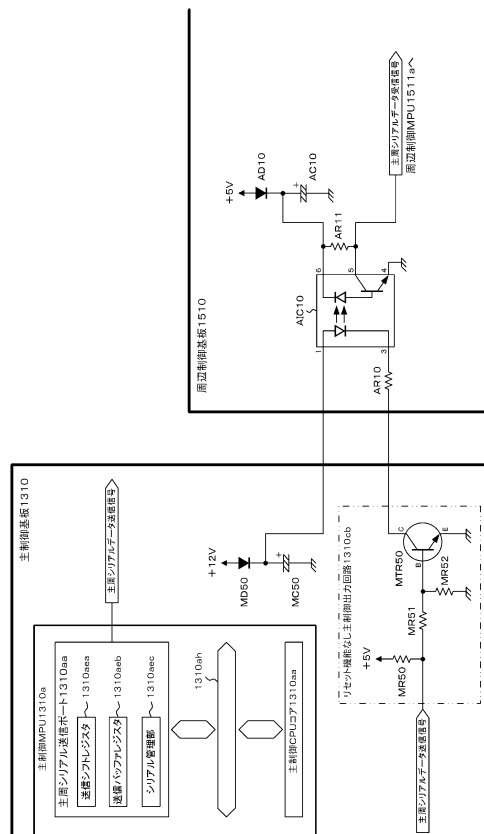 主制御基板1310
主制御MPU1310a
主周シリアル送信ポート1310aa
送信シフトレジスタ
1310aea
送信バッファレジスタ
1310aeb
シリアル管理部
1310aec
1310ah
主制御CPUコア1310aa
主周シリアルデータ送信信号
+12V
MD50
MC50
リセット機能なし主制御出力回路1310cb
主周シリアルデータ送信信号
+5V
MR50
MR51
MR52
MTR50
B
C
E
周辺制御基板1510
AR10
AIC10
1
3
6
5
4
+5V
AD10
AC10
AR11
主周シリアルデータ受信信号
周辺制御MPU1511aへ